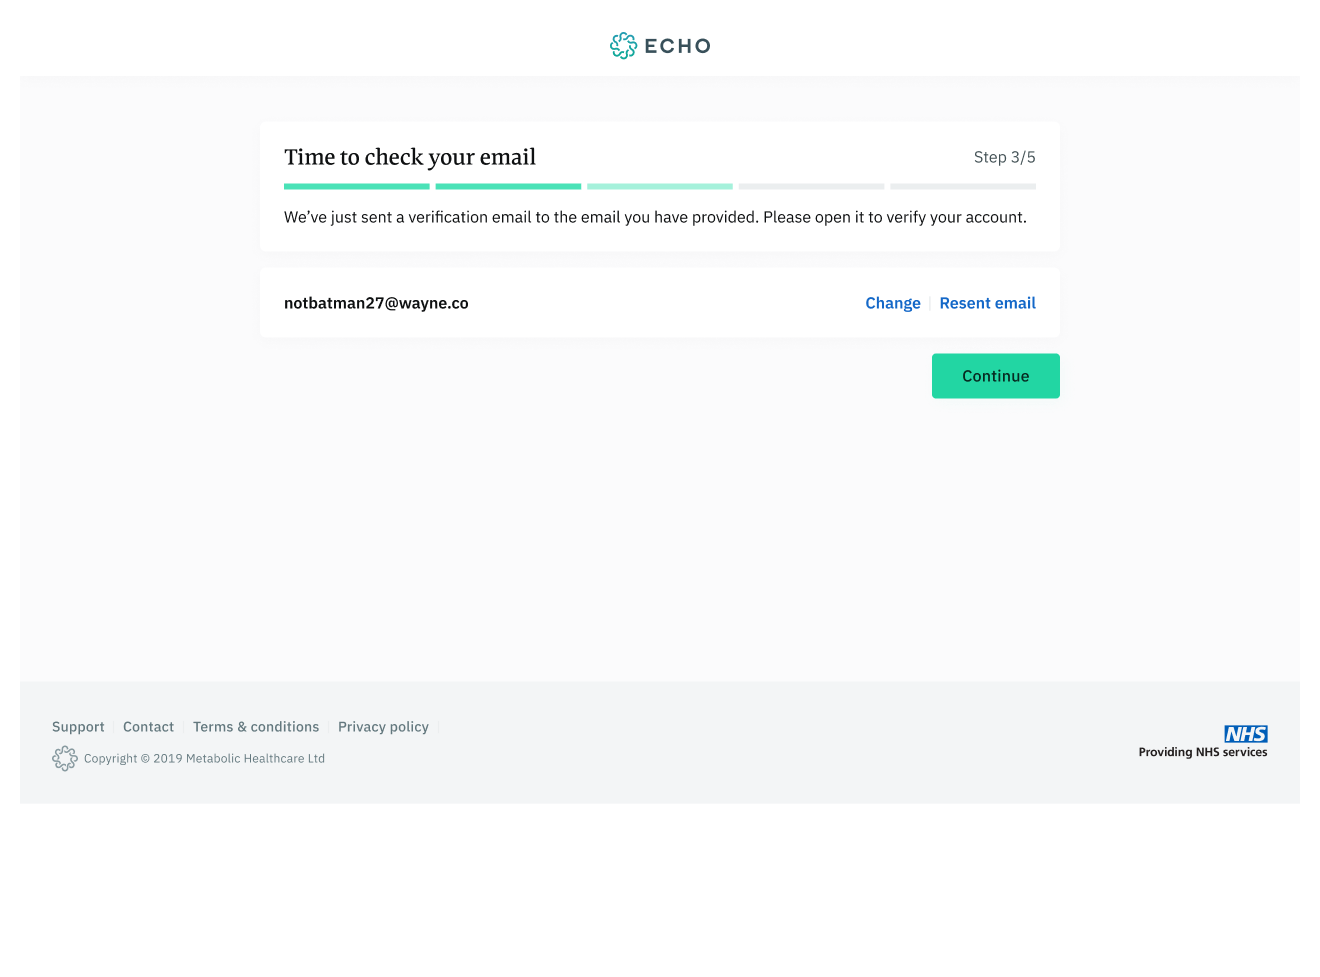 ECHO
Time to check your email
Step 3/5
We’ve just sent a verification email to the email you have provided. Please open it to verify your account.
notbatman27@wayne.co
Change
Resent email
Continue
Support
Contact
Terms & conditions
Privacy policy
Copyright © 2019 Metabolic Healthcare Ltd
NHS
Providing NHS services